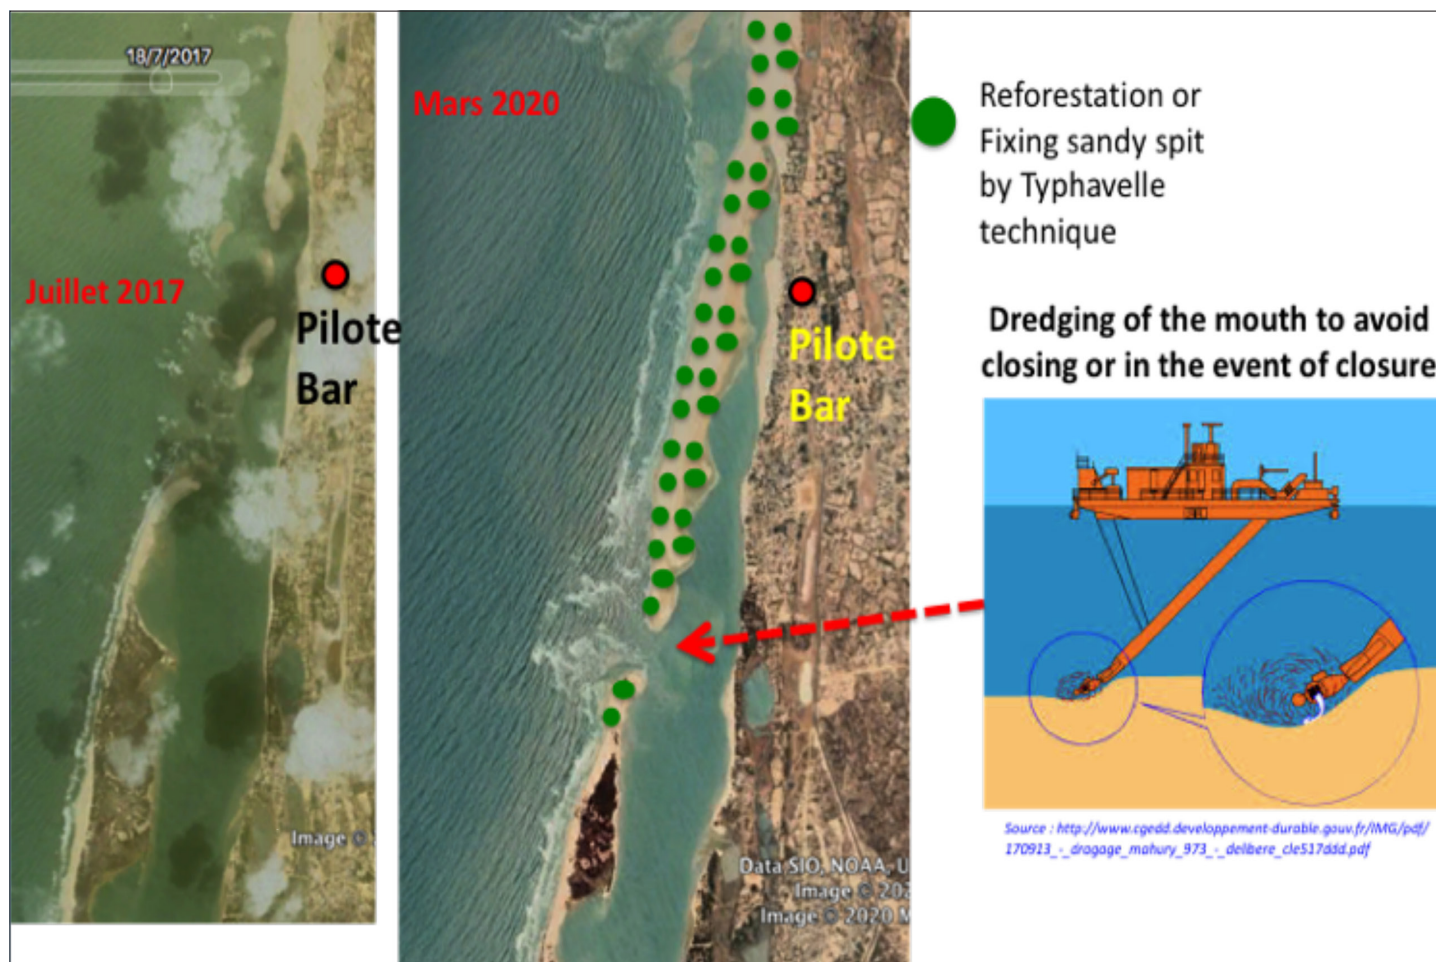 18/7/2017
Juillet 2017
Pilote
Bar
Image ©
Mars 2020
Pilote
Bar
Data SIO, NOAA, U
Image © 202
Image © 2020 M
Reforestation or
Fixing sandy spit
by Typhavelle
technique
Dredging of the mouth to avoid
closing or in the event of closure
Source : http://www.cgedd.developpement-durable.gouv.fr/IMG/pdf/
170913_-_dragage_mahury_973_-_delibere_cle517ddd.pdf